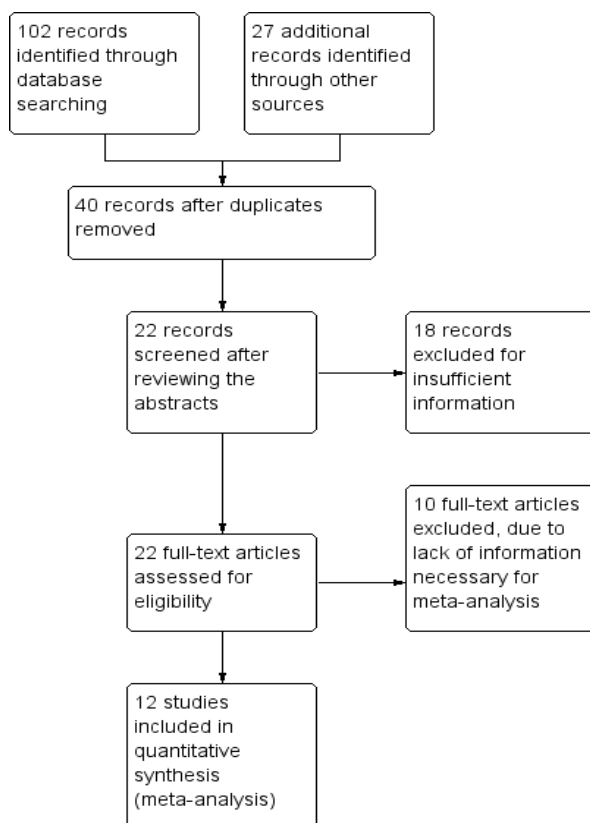 102 records
identified through
database
searching
27 additional
records identified
through other
sources
40 records after duplicates
removed
22 records
screened after
reviewing the
abstracts
18 records
excluded for
insufficient
information
22 full-text articles
assessed for
eligibility
10 full-text articles
excluded, due to
lack of information
necessary for
meta-analysis
12 studies
included in
quantitative
synthesis
(meta-analysis)